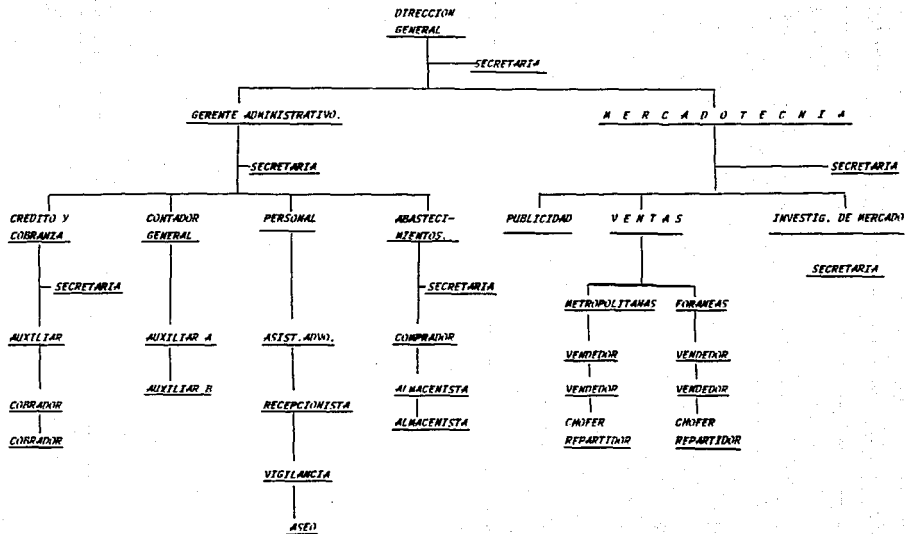 DIRECCION
GENERAL
SECRETARIA
GERENTE ADMINISTRATIVO.
M E R C A D O T E C N I A
SECRETARIA
SECRETARIA
CREDITO Y
COBRANZA
CONTADOR
GENERAL
PERSONAL
ABASTECI-
MIENTOS.
PUBLICIDAD
V E N T A S
INVESTIG. DE MERCADO
SECRETARIA
SECRETARIA
SECRETARIA
METROPOLITANAS
FORANEAS
AUXILIAR
AUXILIAR A
ASIST. ADVO.
COMPRADOR
VENDEDOR
VENDEDOR
AUXILIAR B
ALMACENISTA
VENDEDOR
VENDEDOR
COBRADOR
RECEPCIONISTA
ALMACENISTA
CHOFER
REPARTIDOR
CHOFER
REPARTIDOR
COBRADOR
VIGILANCIA
ASEO